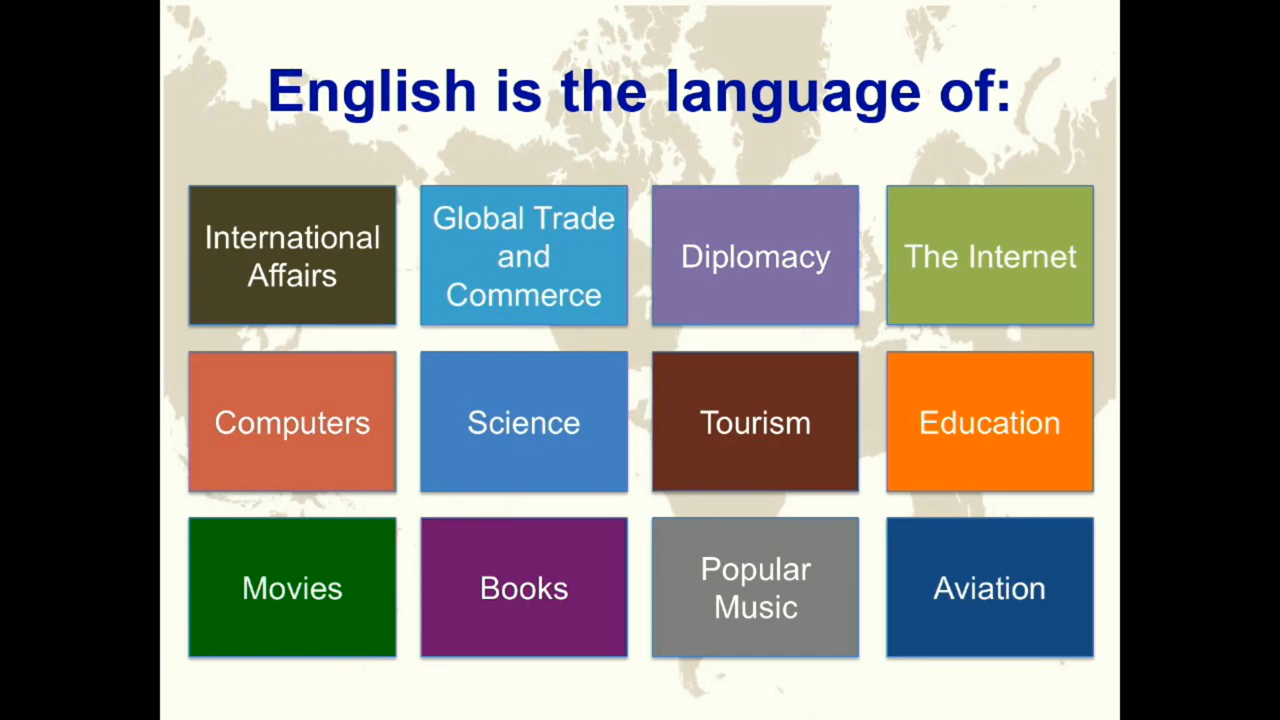 English is the language of:
International
Affairs
Global Trade
and
Commerce
Diplomacy
The Internet
Computers
Science
Tourism
Education
Movies
Books
Popular
Music
Aviation